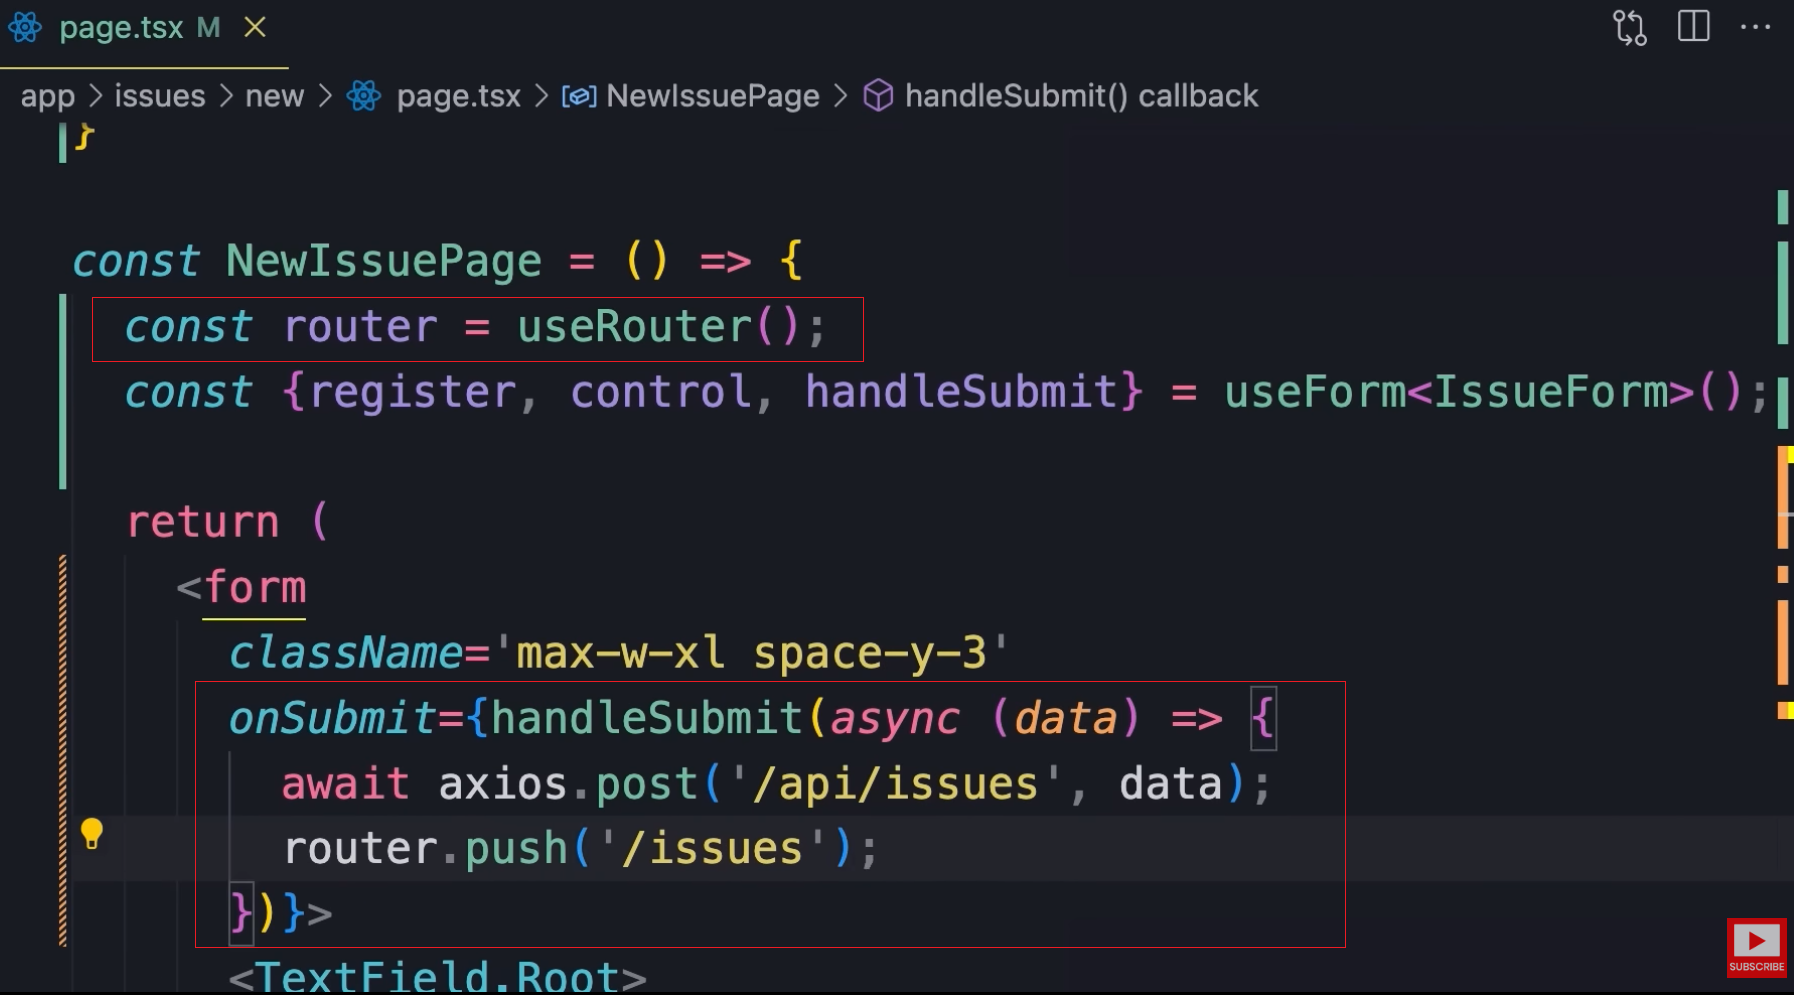 page.tsx M
app > issues > new > page.tsx > NewIssuePage > handleSubmit() callback
}
const NewIssuePage = () => {
const router = useRouter();
const {register, control, handleSubmit} = useForm<IssueForm>();
return (
<form
className='max-w-xl space-y-3'
onSubmit={handleSubmit(async (data) => {
await axios.post('/api/issues', data);
router.push('/issues');
})}>
<TextField.Root>
SUBSCRIBE